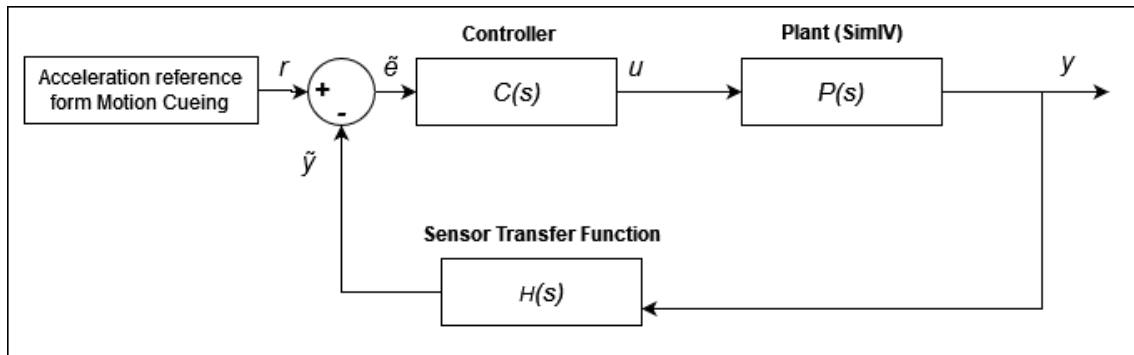 Controller
Plant (SimIV)
Acceleration reference
form Motion Cueing
r
+
-
ẽ
C(s)
u
P(s)
y
ỹ
Sensor Transfer Function
H(s)